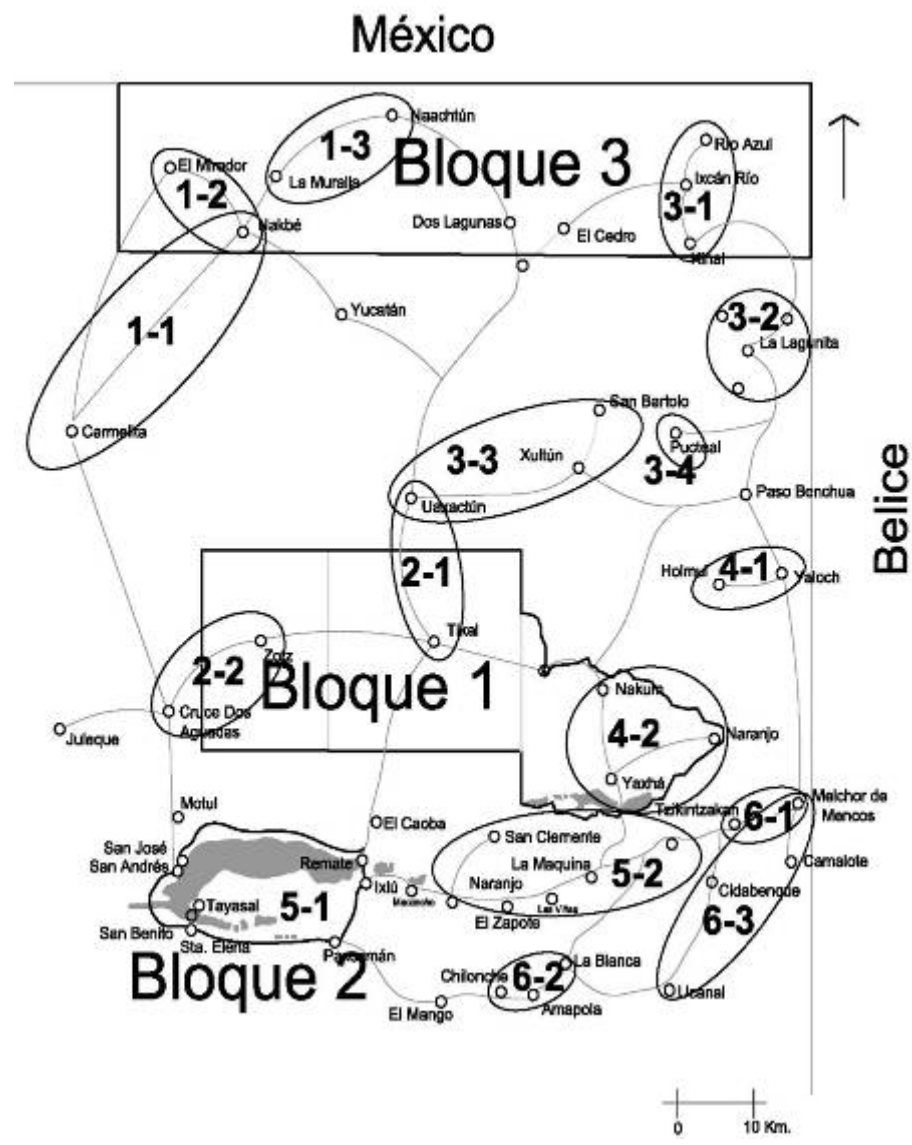 México
Naachtún
1-3
Río Azul
Bloque 3
El Mirador
La Muralla
Ixcán Río
1-2
3-1
Nakbé
Dos Lagunas
El Cedro
Kinal
Yucatán
3-2
1-1
La Lagunita
San Bartolo
Carmelita
Pucteal
Xultún
3-3
3-4
Uaxactún
Paso Benchua
Belice
2-1
Holmul
4-1
Yaloch
Tikal
Zotz
2-2
Bloque 1
Nakum
Cruce Dos
Aguadas
4-2
Naranjo
Juleque
Yaxhá
Tzikintzakan
6-1
Melchor de
Mencos
Motul
El Caoba
San Clemente
San José
San Andrés
Remate
La Maquina
5-2
Camalote
Ixlú
Naranjo
Cidabenque
Tayasal
5-1
El Zapote
Las Viñas
6-3
San Benito
Sta. Elena
Bloque 2
La Blanca
Chilonche
6-2
Ucanal
El Mango
Amapola
0
10 Km.